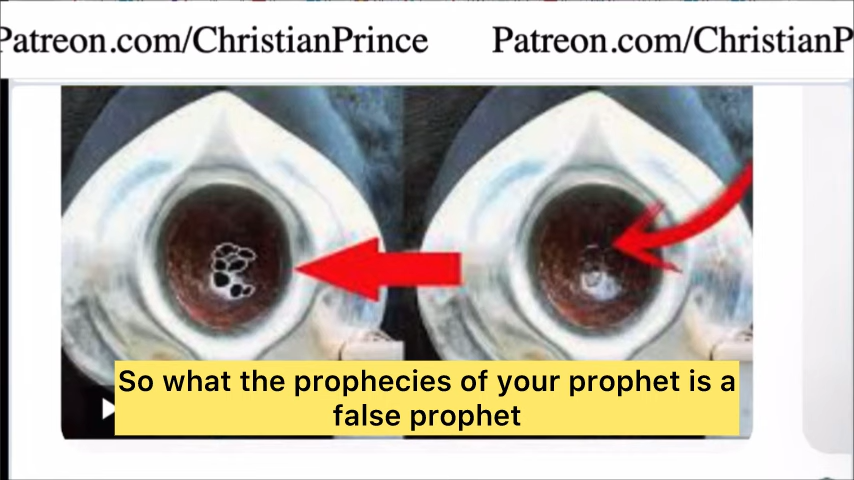 Patreon.com/ChristianPrince Patreon.com/ChristianP
So what the prophecies of your prophet is a
false prophet